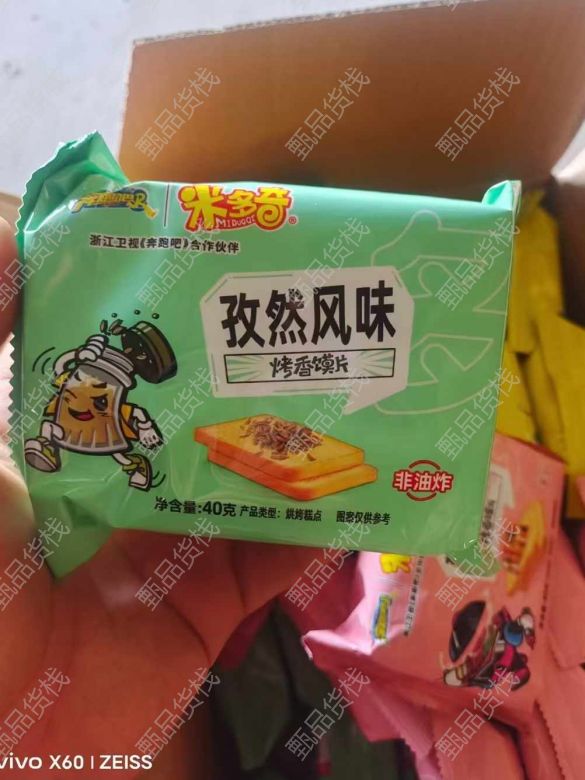 奔跑吧
米多奇®
MIDUOQI
浙江卫视《奔跑吧》合作伙伴
孜然风味
烤香馍片
非油炸
净含量:40克 产品类型:烘烤糕点 图案仅供参考
甄品货栈
vivo X60 | ZEISS